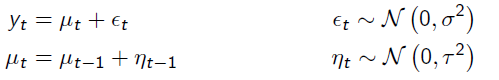 y_t = μ_t + ϵ_t    ϵ_t ∼ 𝒩 (0, σ²)
μ_t = μ_{t−1} + η_{t−1}    η_t ∼ 𝒩 (0, τ²)